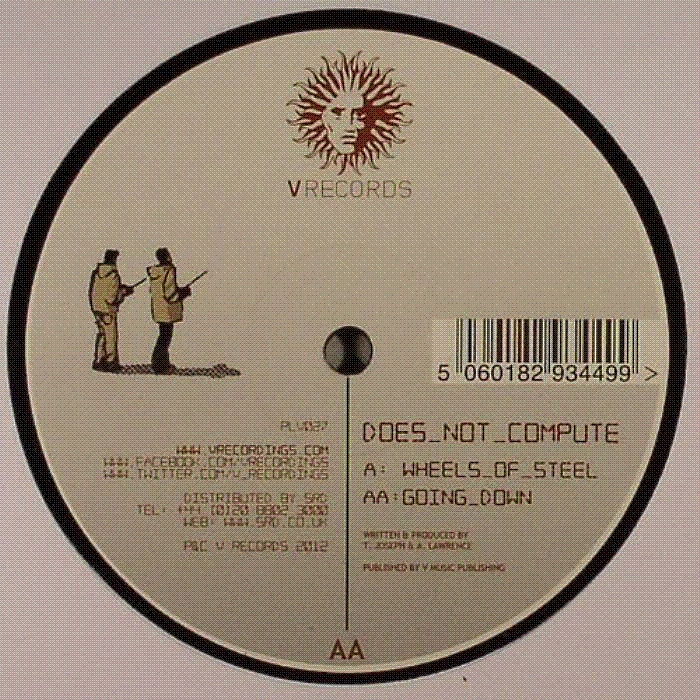 V RECORDS
5 060182 934499 >
PLV027
WWW.VRECORDINGS.COM
WWW.FACEBOOK.COM/VRECORDINGS
WWW.TWITTER.COM/V_RECORDINGS
DISTRIBUTED BY SRD
TEL: +44 (0)20 8802 3000
WEB: WWW.SRD.CO.UK
P&C V RECORDS 2012
DOES_NOT_COMPUTE
A: WHEELS_OF_STEEL
AA:GOING_DOWN
WRITTEN & PRODUCED BY
T. JOSEPH & A. LAWRENCE
PUBLISHED BY V MUSIC PUBLISHING
AA